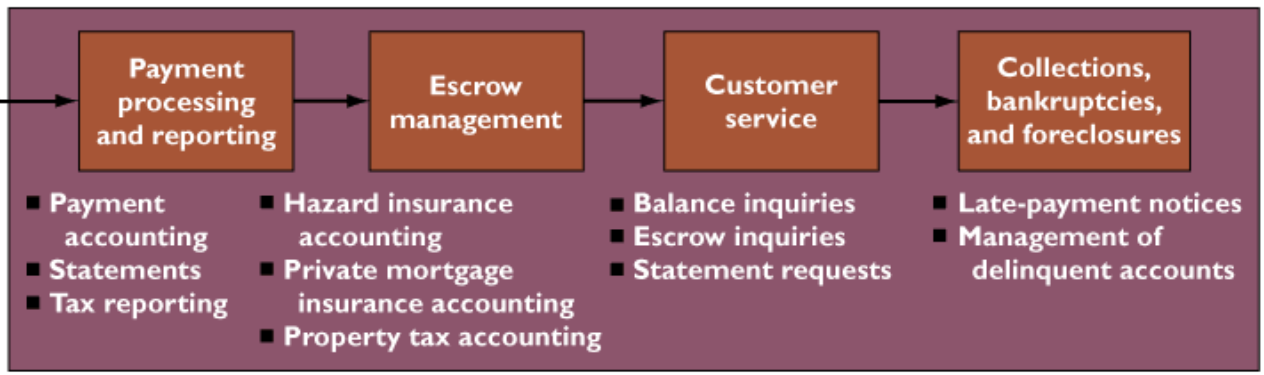 Payment
processing
and reporting
Escrow
management
Customer
service
Collections,
bankruptcies,
and foreclosures
■ Payment
accounting
■ Statements
■ Tax reporting
■ Hazard insurance
accounting
■ Private mortgage
insurance accounting
■ Property tax accounting
■ Balance inquiries
■ Escrow inquiries
■ Statement requests
■ Late-payment notices
■ Management of
delinquent accounts